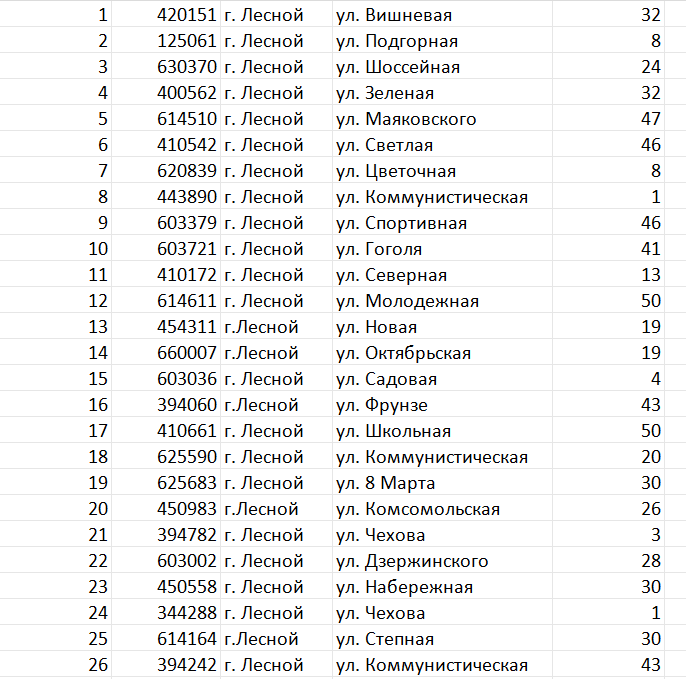 1 420151 г. Лесной ул. Вишневая 32
2 125061 г. Лесной ул. Подгорная 8
3 630370 г. Лесной ул. Шоссейная 24
4 400562 г. Лесной ул. Зеленая 32
5 614510 г. Лесной ул. Маяковского 47
6 410542 г. Лесной ул. Светлая 46
7 620839 г. Лесной ул. Цветочная 8
8 443890 г. Лесной ул. Коммунистическая 1
9 603379 г. Лесной ул. Спортивная 46
10 603721 г. Лесной ул. Гоголя 41
11 410172 г. Лесной ул. Северная 13
12 614611 г. Лесной ул. Молодежная 50
13 454311 г.Лесной ул. Новая 19
14 660007 г.Лесной ул. Октябрьская 19
15 603036 г. Лесной ул. Садовая 4
16 394060 г.Лесной ул. Фрунзе 43
17 410661 г. Лесной ул. Школьная 50
18 625590 г. Лесной ул. Коммунистическая 20
19 625683 г. Лесной ул. 8 Марта 30
20 450983 г.Лесной ул. Комсомольская 26
21 394782 г. Лесной ул. Чехова 3
22 603002 г. Лесной ул. Дзержинского 28
23 450558 г. Лесной ул. Набережная 30
24 344288 г. Лесной ул. Чехова 1
25 614164 г.Лесной ул. Степная 30
26 394242 г. Лесной ул. Коммунистическая 43